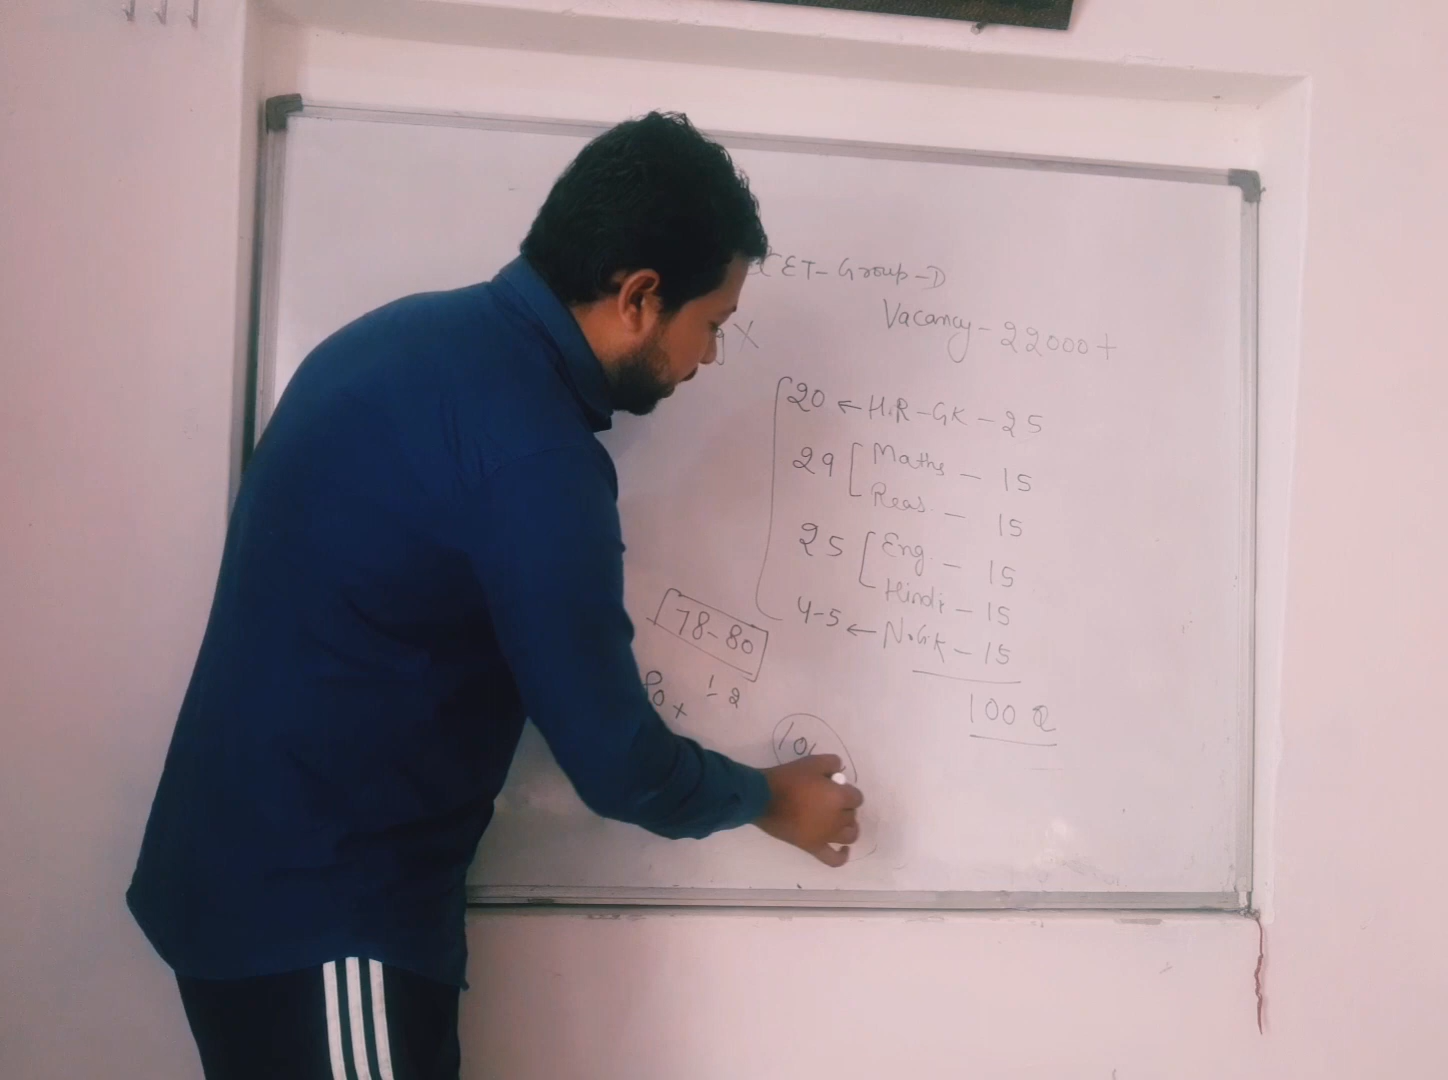 CET-Group-D
Vacancy-22000+
x
20 ← H.R-GK-25
29 [ Maths - 15
Reas. - 15
25 [ Eng. - 15
Hindi - 15
4-5 ← N.GK-15
100 Q
78-80